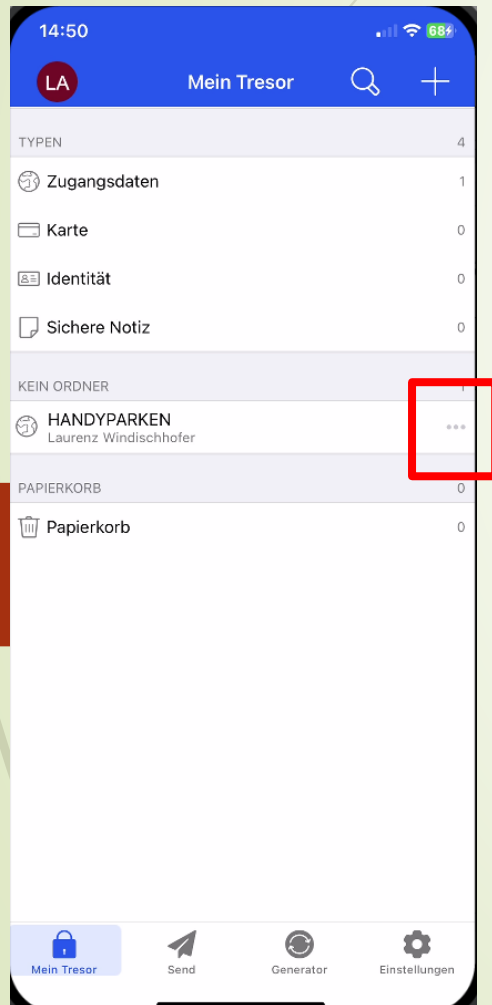 14:50
68
LA
Mein Tresor
TYPEN 4
Zugangsdaten 1
Karte 0
Identität 0
Sichere Notiz 0
KEIN ORDNER 1
HANDYPARKEN
Laurenz Windischhofer
PAPIERKORB 0
Papierkorb 0
Mein Tresor
Send
Generator
Einstellungen